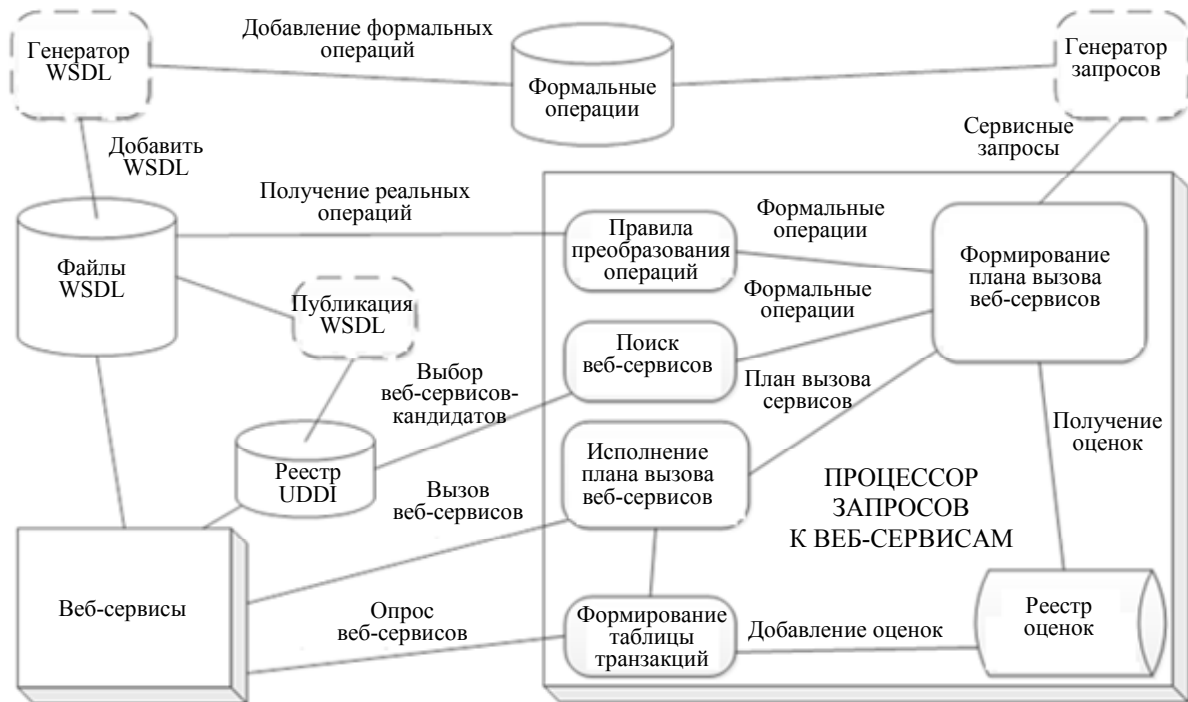 Генератор
WSDL
Добавление формальных
операций
Формальные
операции
Генератор
запросов
Добавить
WSDL
Сервисные
запросы
Получение реальных
операций
Файлы
WSDL
Правила
преобразования
операций
Формальные
операции
Формирование
плана вызова
веб-сервисов
Публикация
WSDL
Формальные
операции
Поиск
веб-сервисов
Выбор
веб-сервисов-
кандидатов
План вызова
сервисов
Получение
оценок
Реестр
UDDI
Исполнение
плана вызова
веб-сервисов
Вызов
веб-сервисов
ПРОЦЕССОР
ЗАПРОСОВ
К ВЕБ-СЕРВИСАМ
Веб-сервисы
Опрос
веб-сервисов
Формирование
таблицы
транзакций
Добавление оценок
Реестр
оценок